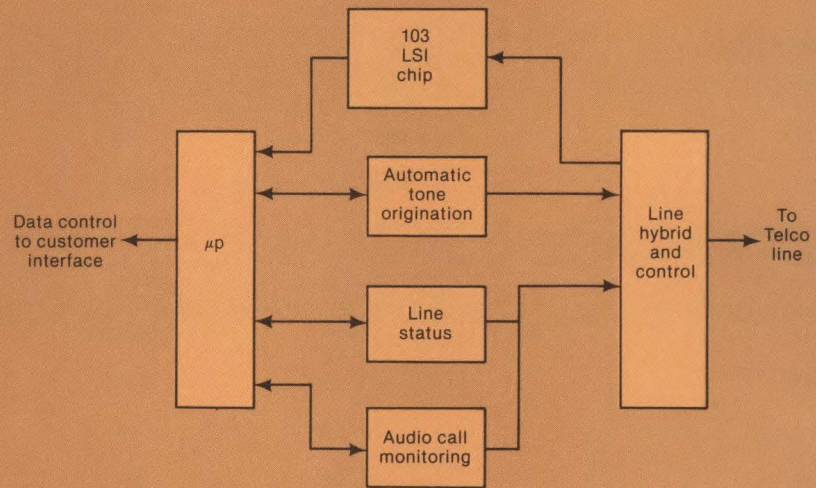 103
LSI
chip
Automatic
tone
origination
Data control
to customer
interface
μp
Line
hybrid
and
control
To
Telco
line
Line
status
Audio call
monitoring